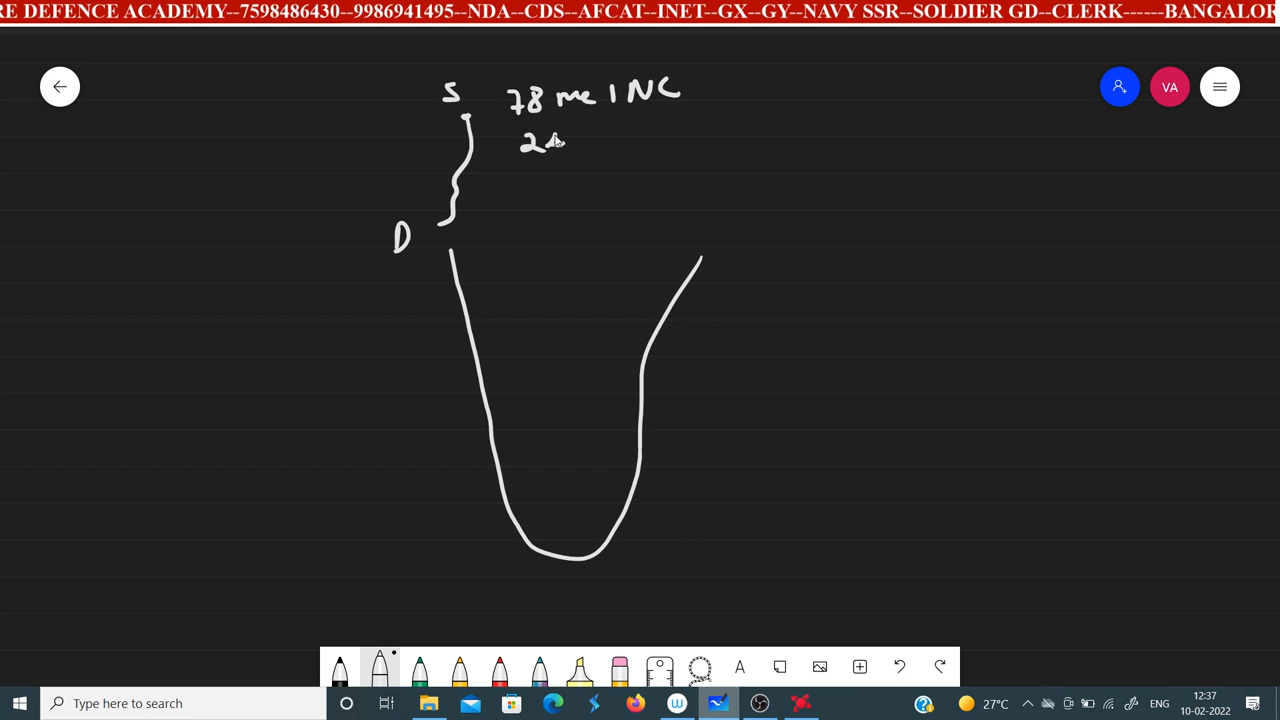 RE DEFENCE ACADEMY--7598486430--9986941495--NDA--CDS--AFCAT--INET--GX--GY--NAVY SSR--SOLDIER GD--CLERK------BANGALOR
VA
S 78 me INC
D
A
Type here to search
27°C
ENG
12:37
10-02-2022